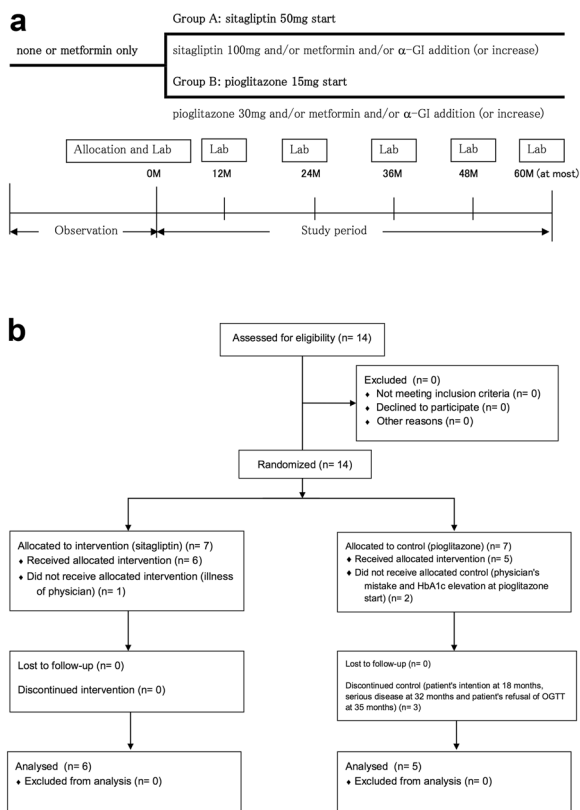 a
Group A: sitagliptin 50mg start
none or metformin only
sitagliptin 100mg and/or metformin and/or α-GI addition (or increase)
Group B: pioglitazone 15mg start
pioglitazone 30mg and/or metformin and/or α-GI addition (or increase)
Allocation and Lab
Lab
Lab
Lab
Lab
Lab
0M
12M
24M
36M
48M
60M (at most)
Observation
Study period
b
Assessed for eligibility (n= 14)
Excluded (n= 0)
♦ Not meeting inclusion criteria (n= 0)
♦ Declined to participate (n= 0)
♦ Other reasons (n= 0)
Randomized (n= 14)
Allocated to intervention (sitagliptin) (n= 7)
♦ Received allocated intervention (n= 6)
♦ Did not receive allocated intervention (illness
of physician) (n= 1)
Allocated to control (pioglitazone) (n= 7)
♦ Received allocated intervention (n= 5)
♦ Did not receive allocated control (physician's
mistake and HbA1c elevation at pioglitazone
start) (n= 2)
Lost to follow-up (n= 0)
Discontinued intervention (n= 0)
Lost to follow-up (n= 0)
Discontinued control (patient's intention at 18 months,
serious disease at 32 months and patient's refusal of OGTT
at 35 months) (n= 3)
Analysed (n= 6)
♦ Excluded from analysis (n= 0)
Analysed (n= 5)
♦ Excluded from analysis (n= 0)